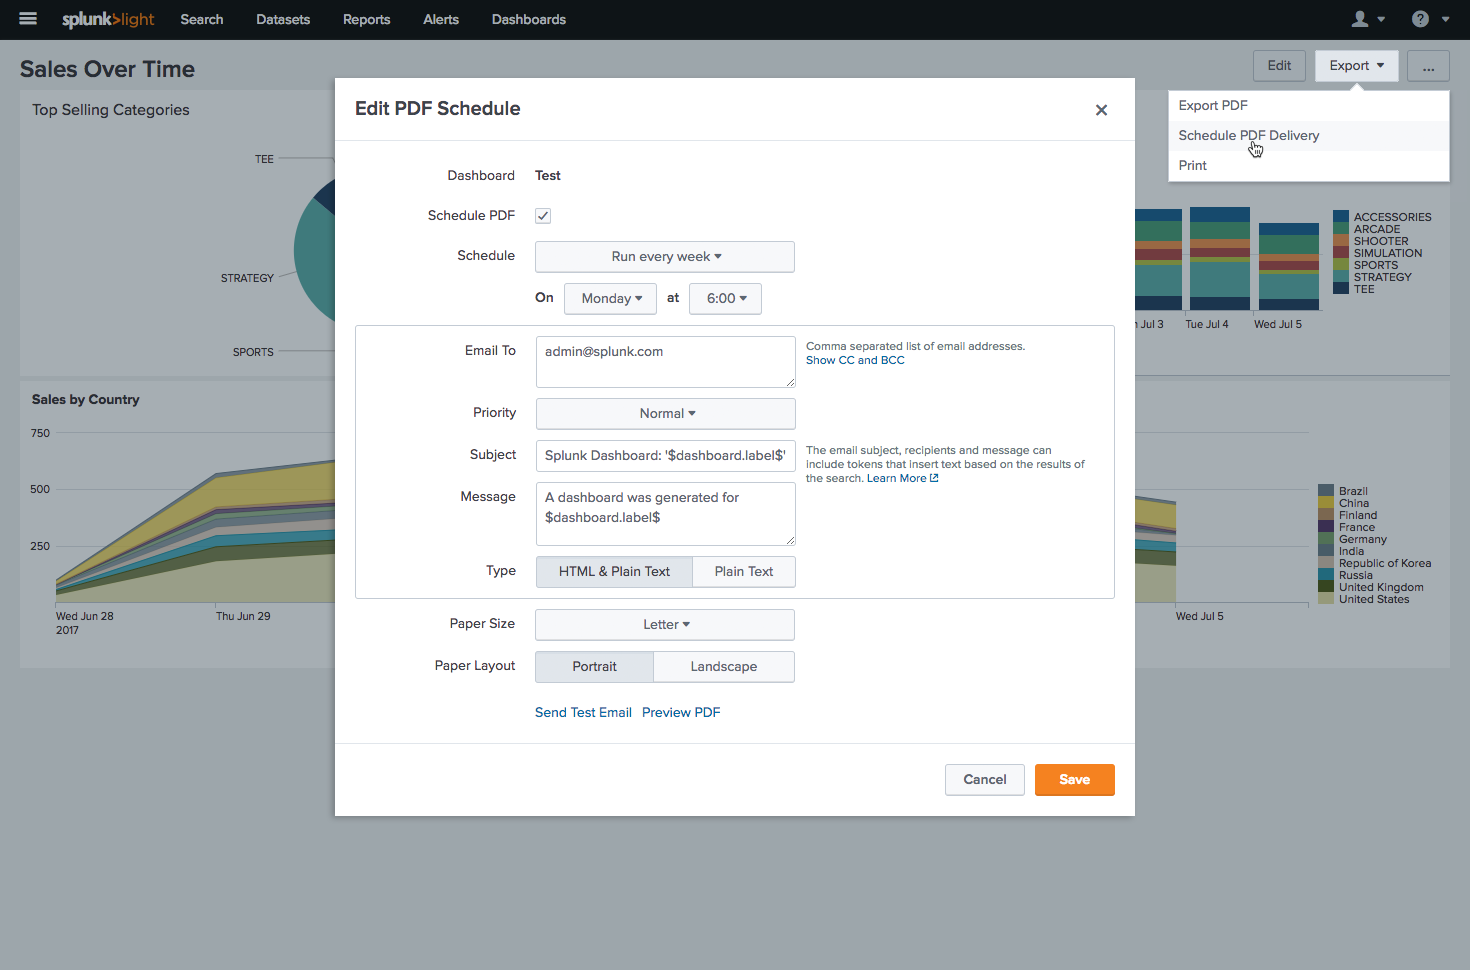 splunk>light Search Datasets Reports Alerts Dashboards
Sales Over Time
Edit Export ...
Export PDF
Schedule PDF Delivery
Print
Top Selling Categories
TEE
STRATEGY
SPORTS
Edit PDF Schedule
Dashboard Test
Schedule PDF
Schedule Run every week
On Monday at 6:00
Email To admin@splunk.com
Comma separated list of email addresses.
Show CC and BCC
Priority Normal
Subject Splunk Dashboard: '$dashboard.label$'
The email subject, recipients and message can
include tokens that insert text based on the results of
the search. Learn More
Message A dashboard was generated for
$dashboard.label$
Type HTML & Plain Text Plain Text
Paper Size Letter
Paper Layout Portrait Landscape
Send Test Email Preview PDF
Cancel Save
ACCESSORIES
ARCADE
SHOOTER
SIMULATION
SPORTS
STRATEGY
TEE
Jul 3 Tue Jul 4 Wed Jul 5
Sales by Country
750
500
250
Wed Jun 28
2017
Thu Jun 29
Wed Jul 5
Brazil
China
Finland
France
Germany
India
Republic of Korea
Russia
United Kingdom
United States